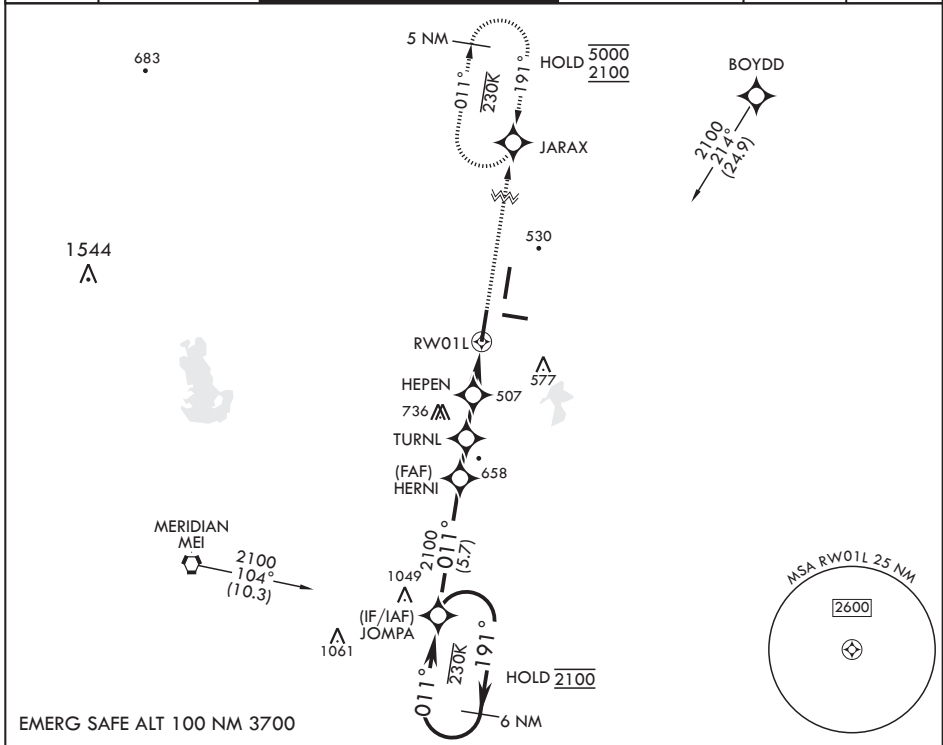 5 NM
683
HOLD 5000
2100
011°
230K
191°
BOYDD
JARAX
2100
214°
(24.9)
1544
530
RW01L
577
HEPEN
507
736
TURNL
(FAF)
HERNI
658
MERIDIAN
MEI
2100
104°
(10.3)
2100
011°
(5.7)
1049
(IF/IAF)
JOMPA
1061
011°
230K
191°
HOLD 2100
6 NM
MSA RW01L 25 NM
2600
EMERG SAFE ALT 100 NM 3700